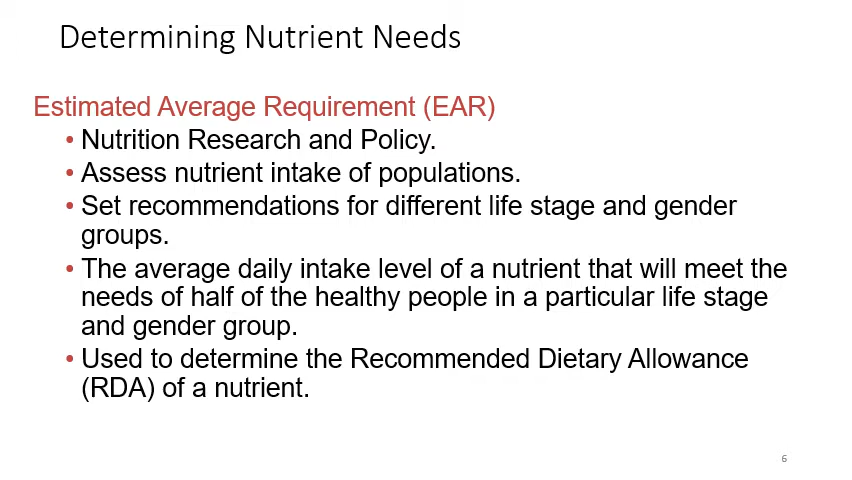 Determining Nutrient Needs
Estimated Average Requirement (EAR)
• Nutrition Research and Policy.
• Assess nutrient intake of populations.
• Set recommendations for different life stage and gender
groups.
• The average daily intake level of a nutrient that will meet the
needs of half of the healthy people in a particular life stage
and gender group.
• Used to determine the Recommended Dietary Allowance
(RDA) of a nutrient.
6